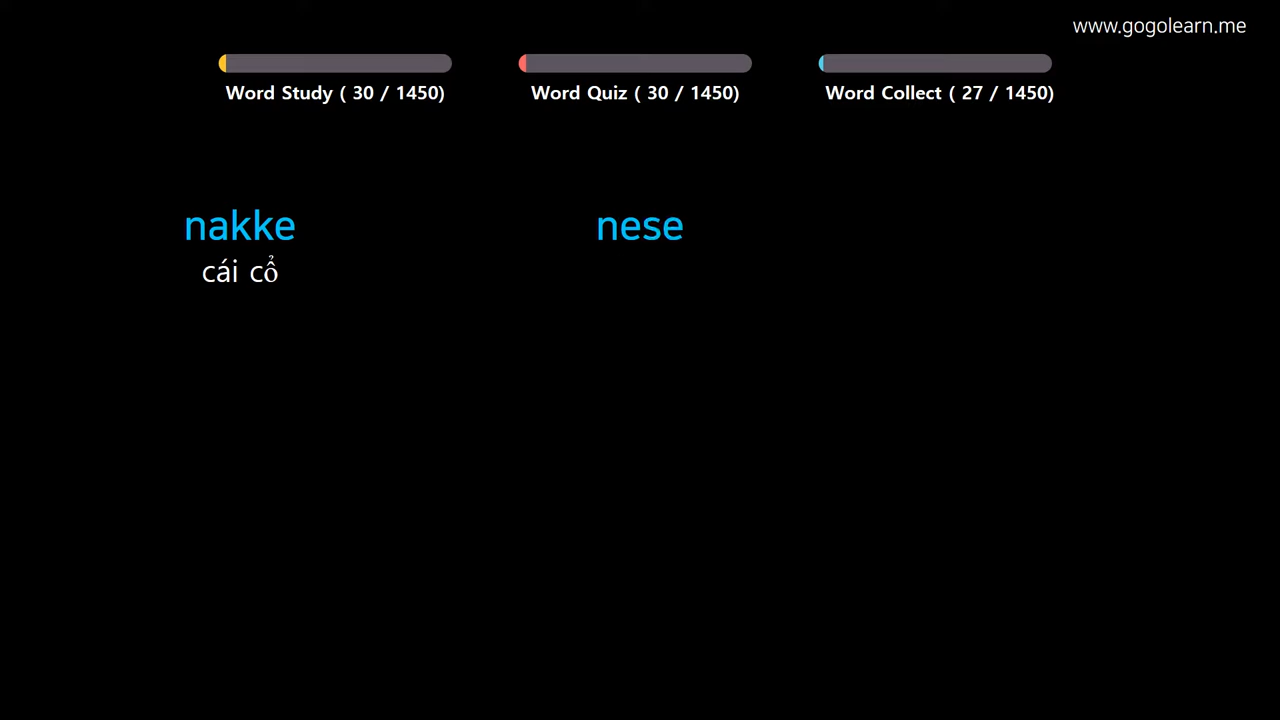 www.gogolearn.me
Word Study ( 30 / 1450)
Word Quiz ( 30 / 1450)
Word Collect ( 27 / 1450)
nakke
nese
cái cổ